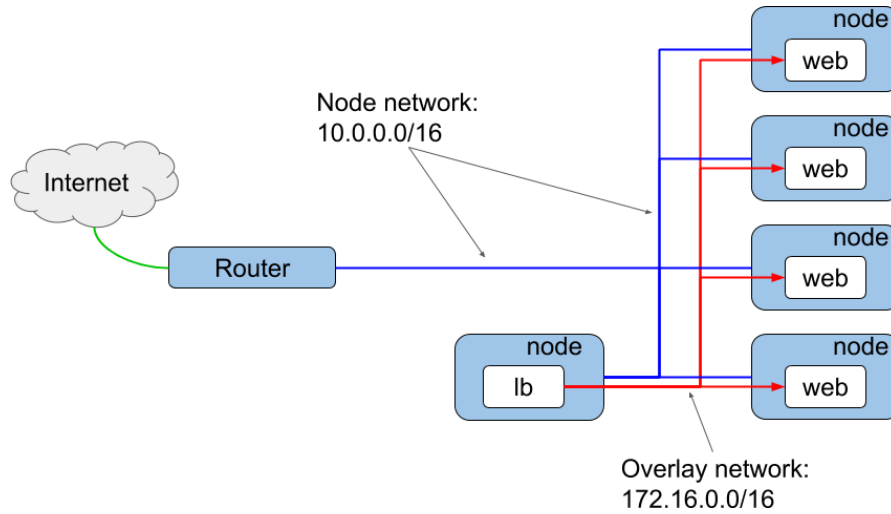 node
web
Node network:
10.0.0.0/16
node
web
Internet
node
Router
web
node
lb
node
web
Overlay network:
172.16.0.0/16